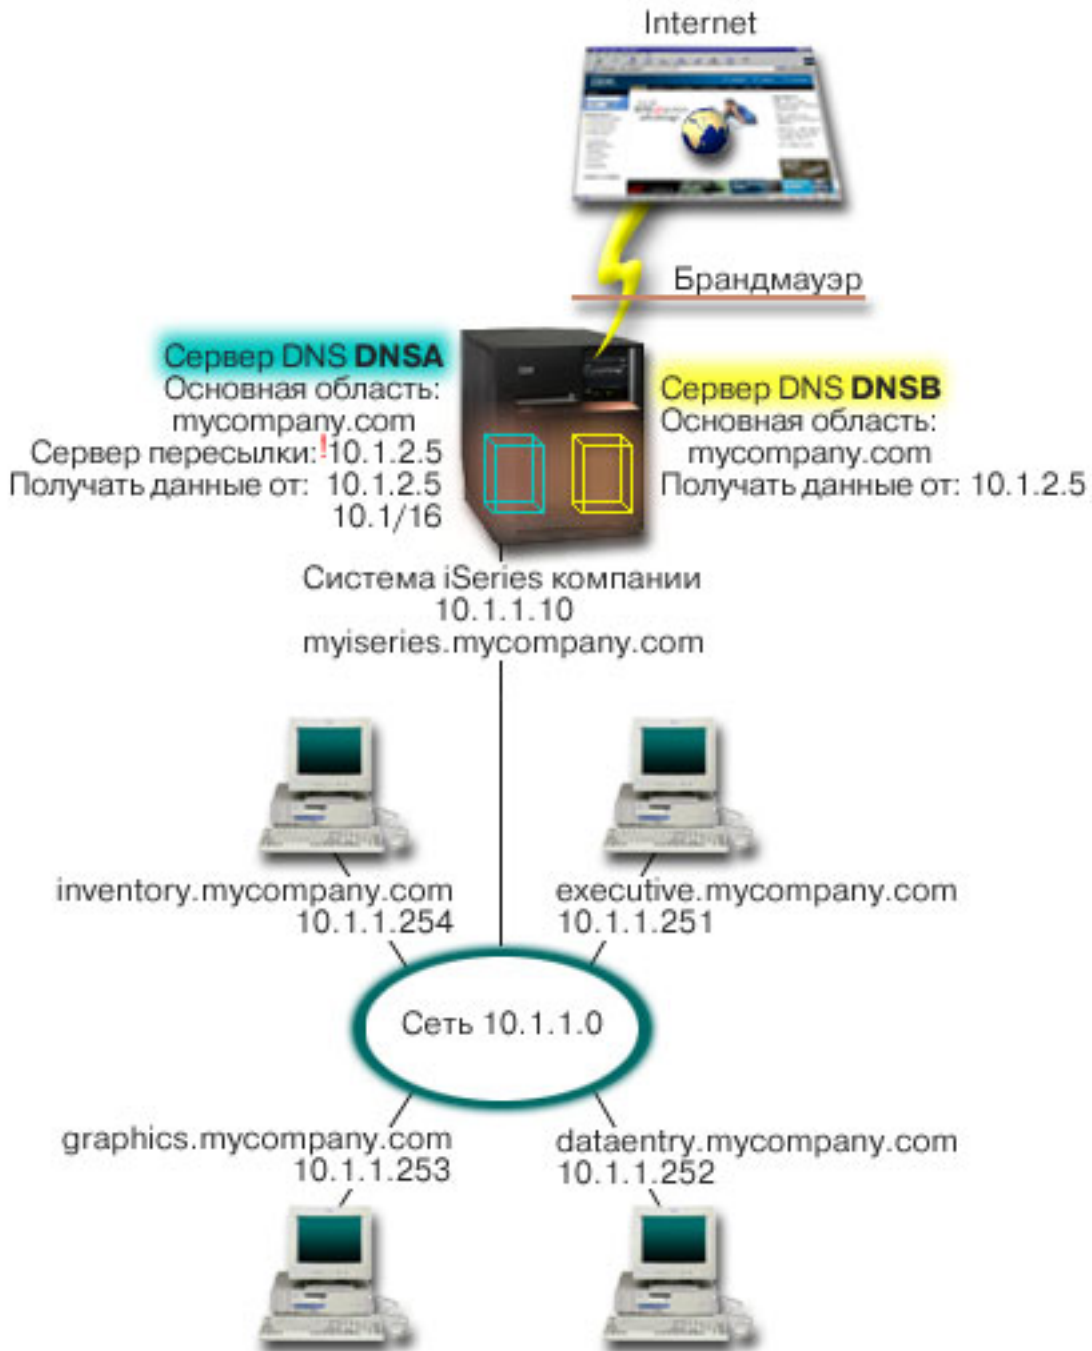 Internet
Брандмауэр
Сервер DNS DNSA
Основная область:
mycompany.com
Сервер пересылки: !10.1.2.5
Получать данные от: 10.1.2.5
10.1/16
Сервер DNS DNSB
Основная область:
mycompany.com
Получать данные от: 10.1.2.5
Система iSeries компании
10.1.1.10
myiseries.mycompany.com
inventory.mycompany.com
10.1.1.254
executive.mycompany.com
10.1.1.251
Сеть 10.1.1.0
graphics.mycompany.com
10.1.1.253
dataentry.mycompany.com
10.1.1.252